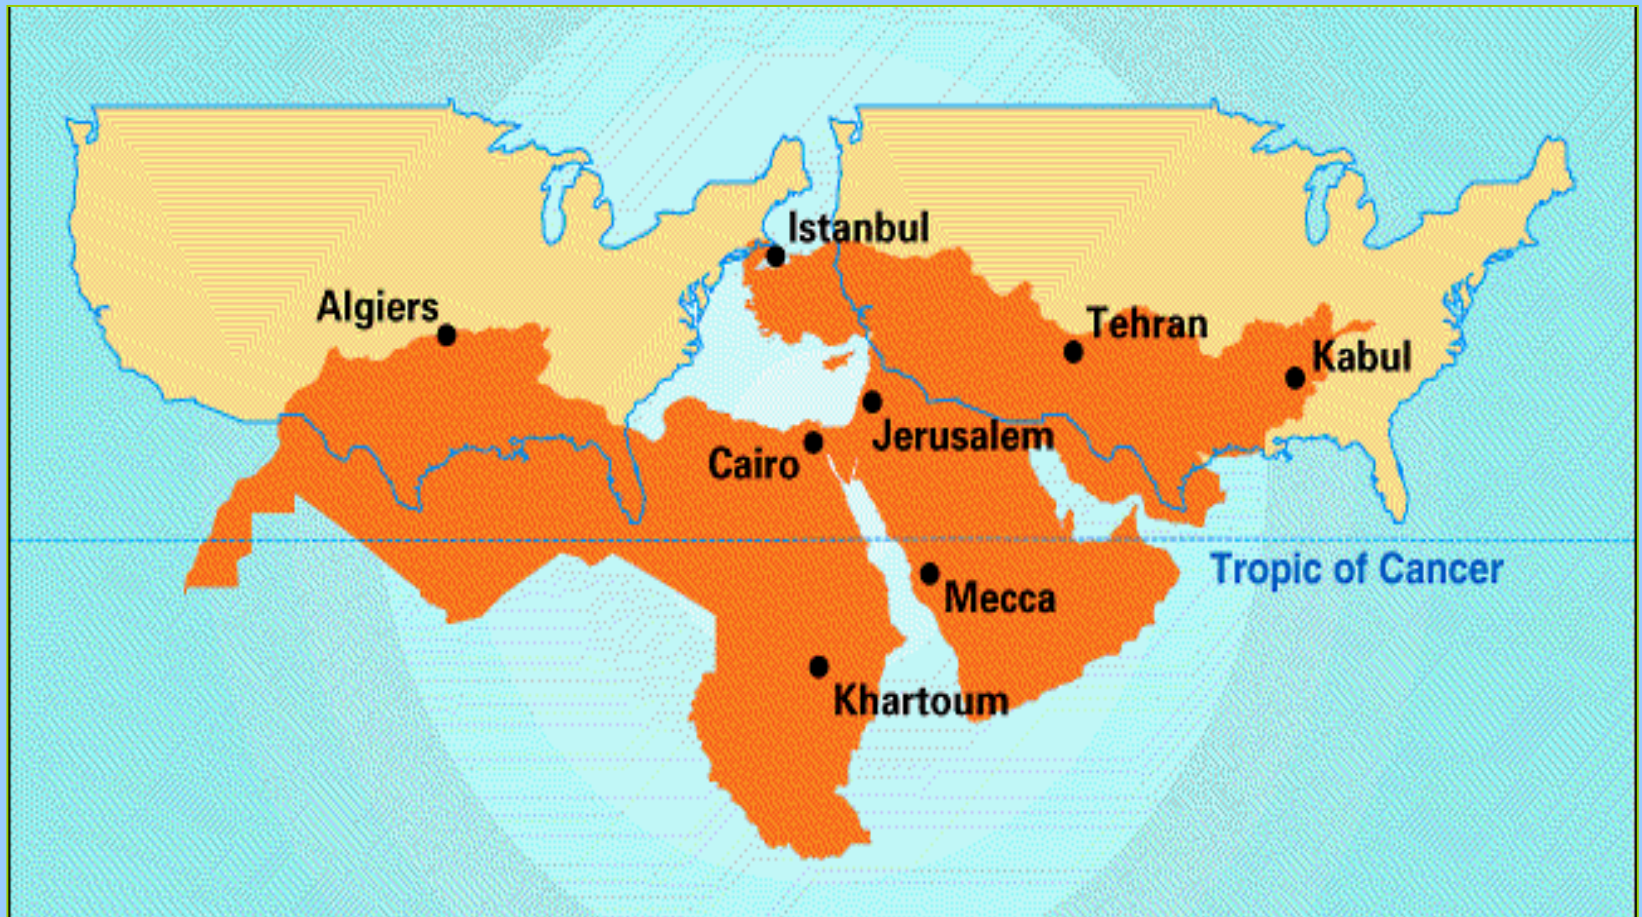 Istanbul
Algiers
Tehran
Kabul
Jerusalem
Cairo
Tropic of Cancer
Mecca
Khartoum